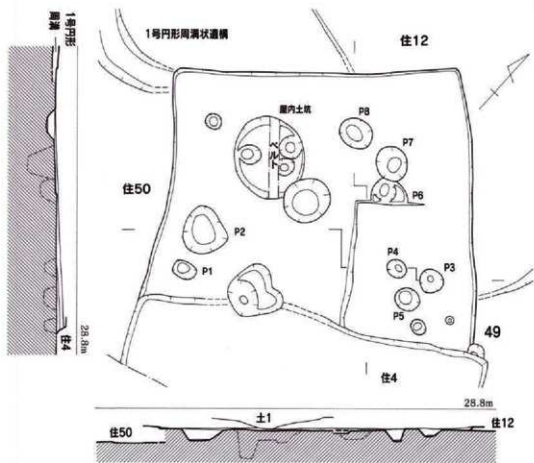 1号円形
周溝
1号円形周溝状遺構
住12
屋内土坑
ベルト
P8
P7
P6
住50
P2
P1
P4
P3
P5
49
住4
住4
28.8m
28.8m
土1
住50
住12